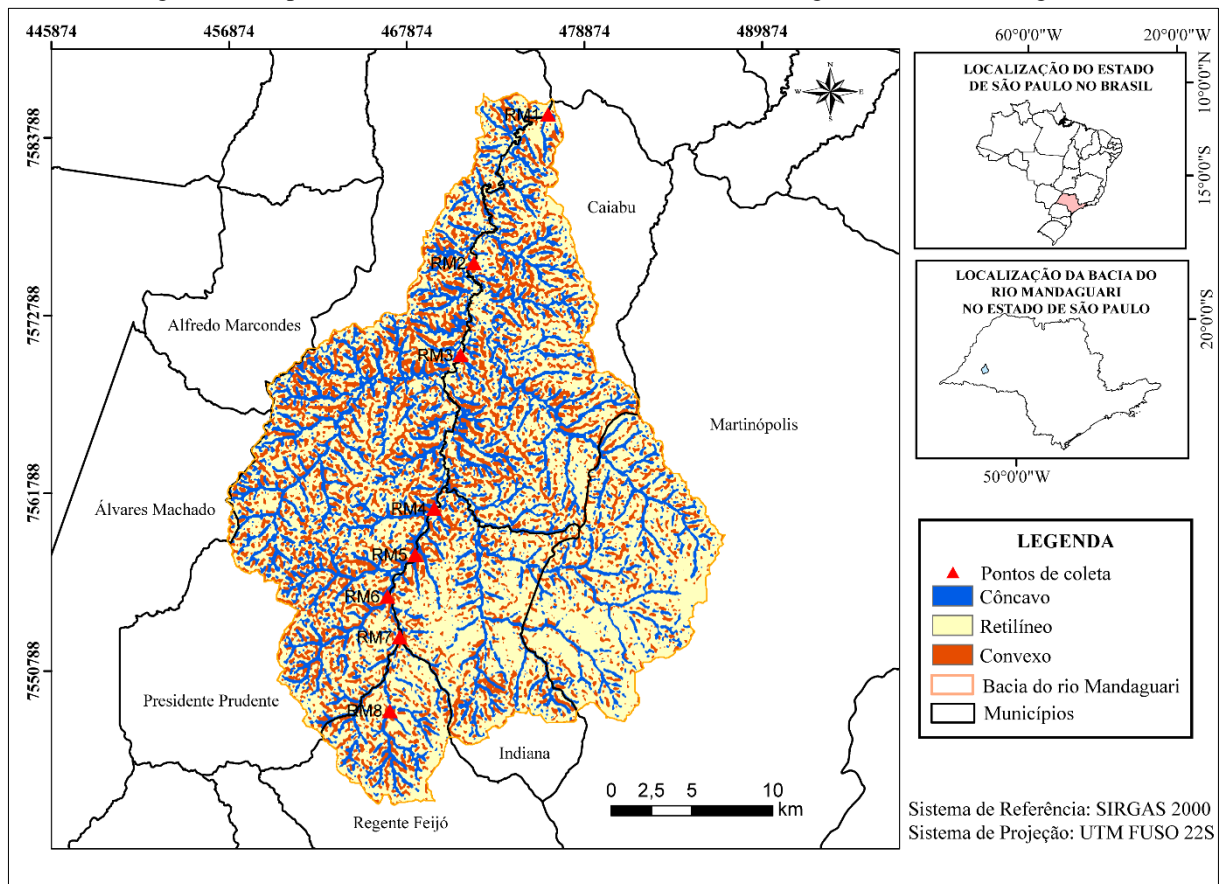 445874
456874
467874
478874
489874
7583788
7572788
7561788
7550788
N
W
E
S
RM1
Caiabu
RM2
Alfredo Marcondes
RM3
Martinópolis
Álvares Machado
RM4
RM5
RM6
RM7
Presidente Prudente
RM8
Indiana
Regente Feijó
0 2,5 5 10
km
60°0'0"W
20°0'0"W
LOCALIZAÇÃO DO ESTADO
DE SÃO PAULO NO BRASIL
10°0'0"N
15°0'0"S
LOCALIZAÇÃO DA BACIA DO
RIO MANDAGUARI
NO ESTADO DE SÃO PAULO
20°0'0"S
50°0'0"W
LEGENDA
Pontos de coleta
Côncavo
Retilíneo
Convexo
Bacia do rio Mandaguari
Municípios
Sistema de Referência: SIRGAS 2000
Sistema de Projeção: UTM FUSO 22S